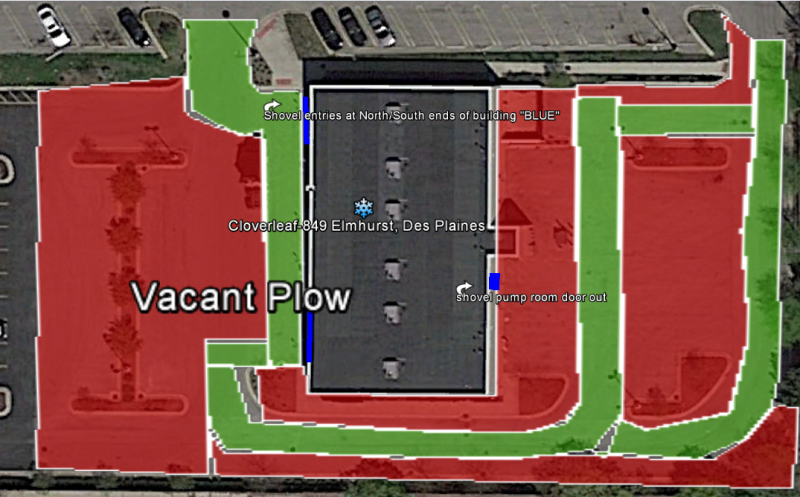 Shovel entries at North/South ends of building "BLUE"
Cloverleaf-849 Elmhurst, Des Plaines
Vacant Plow
shovel pump room door out